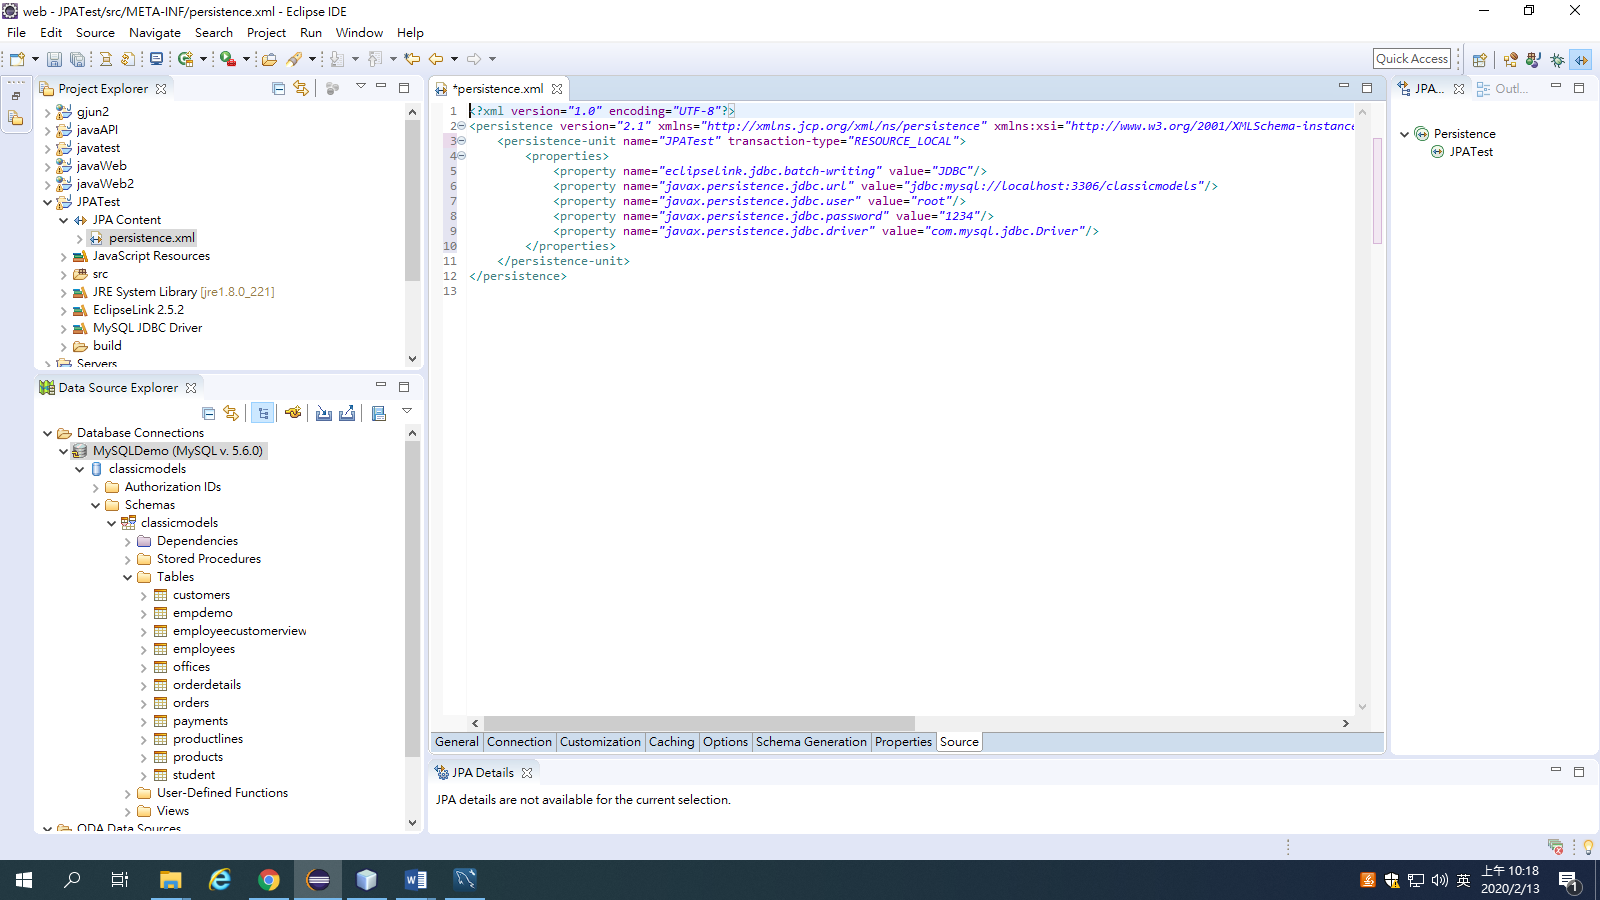 web - JPATest/src/META-INF/persistence.xml - Eclipse IDE
File Edit Source Navigate Search Project Run Window Help
Quick Access
Project Explorer
gjun2
javaAPI
javatest
javaWeb
javaWeb2
JPATest
JPA Content
persistence.xml
JavaScript Resources
src
JRE System Library [jre1.8.0_221]
EclipseLink 2.5.2
MySQL JDBC Driver
build
Servers
Data Source Explorer
Database Connections
MySQLDemo (MySQL v. 5.6.0)
classicmodels
Authorization IDs
Schemas
classicmodels
Dependencies
Stored Procedures
Tables
customers
empdemo
employeecustomerview
employees
offices
orderdetails
orders
payments
productlines
products
student
User-Defined Functions
Views
ODA Data Sources
*persistence.xml
1 <?xml version="1.0" encoding="UTF-8"?>
2 <persistence version="2.1" xmlns="http://xmlns.jcp.org/xml/ns/persistence" xmlns:xsi="http://www.w3.org/2001/XMLSchema-instance
3 <persistence-unit name="JPATest" transaction-type="RESOURCE_LOCAL">
4 <properties>
5 <property name="eclipselink.jdbc.batch-writing" value="JDBC"/>
6 <property name="javax.persistence.jdbc.url" value="jdbc:mysql://localhost:3306/classicmodels"/>
7 <property name="javax.persistence.jdbc.user" value="root"/>
8 <property name="javax.persistence.jdbc.password" value="1234"/>
9 <property name="javax.persistence.jdbc.driver" value="com.mysql.jdbc.Driver"/>
10 </properties>
11 </persistence-unit>
12 </persistence>
13
General Connection Customization Caching Options Schema Generation Properties Source
JPA Details
JPA details are not available for the current selection.
JPA... Outl...
Persistence
JPATest
英
上午 10:18
2020/2/13
1